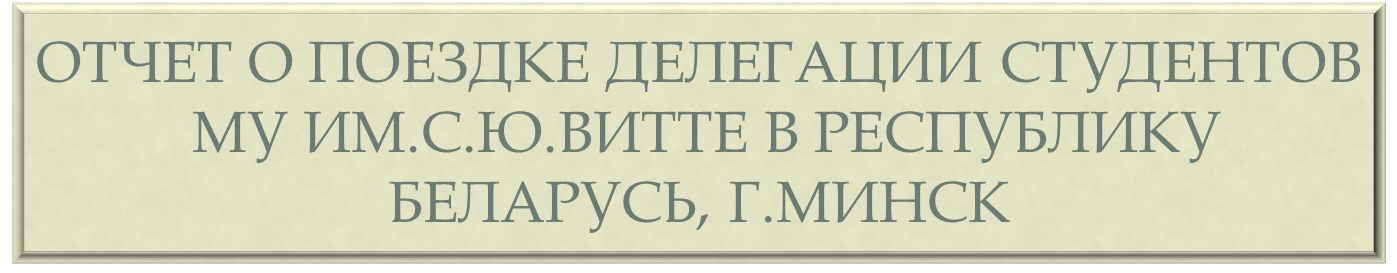 ОТЧЕТ О ПОЕЗДКЕ ДЕЛЕГАЦИИ СТУДЕНТОВ
МУ ИМ.С.Ю.ВИТТЕ В РЕСПУБЛИКУ
БЕЛАРУСЬ, Г.МИНСК